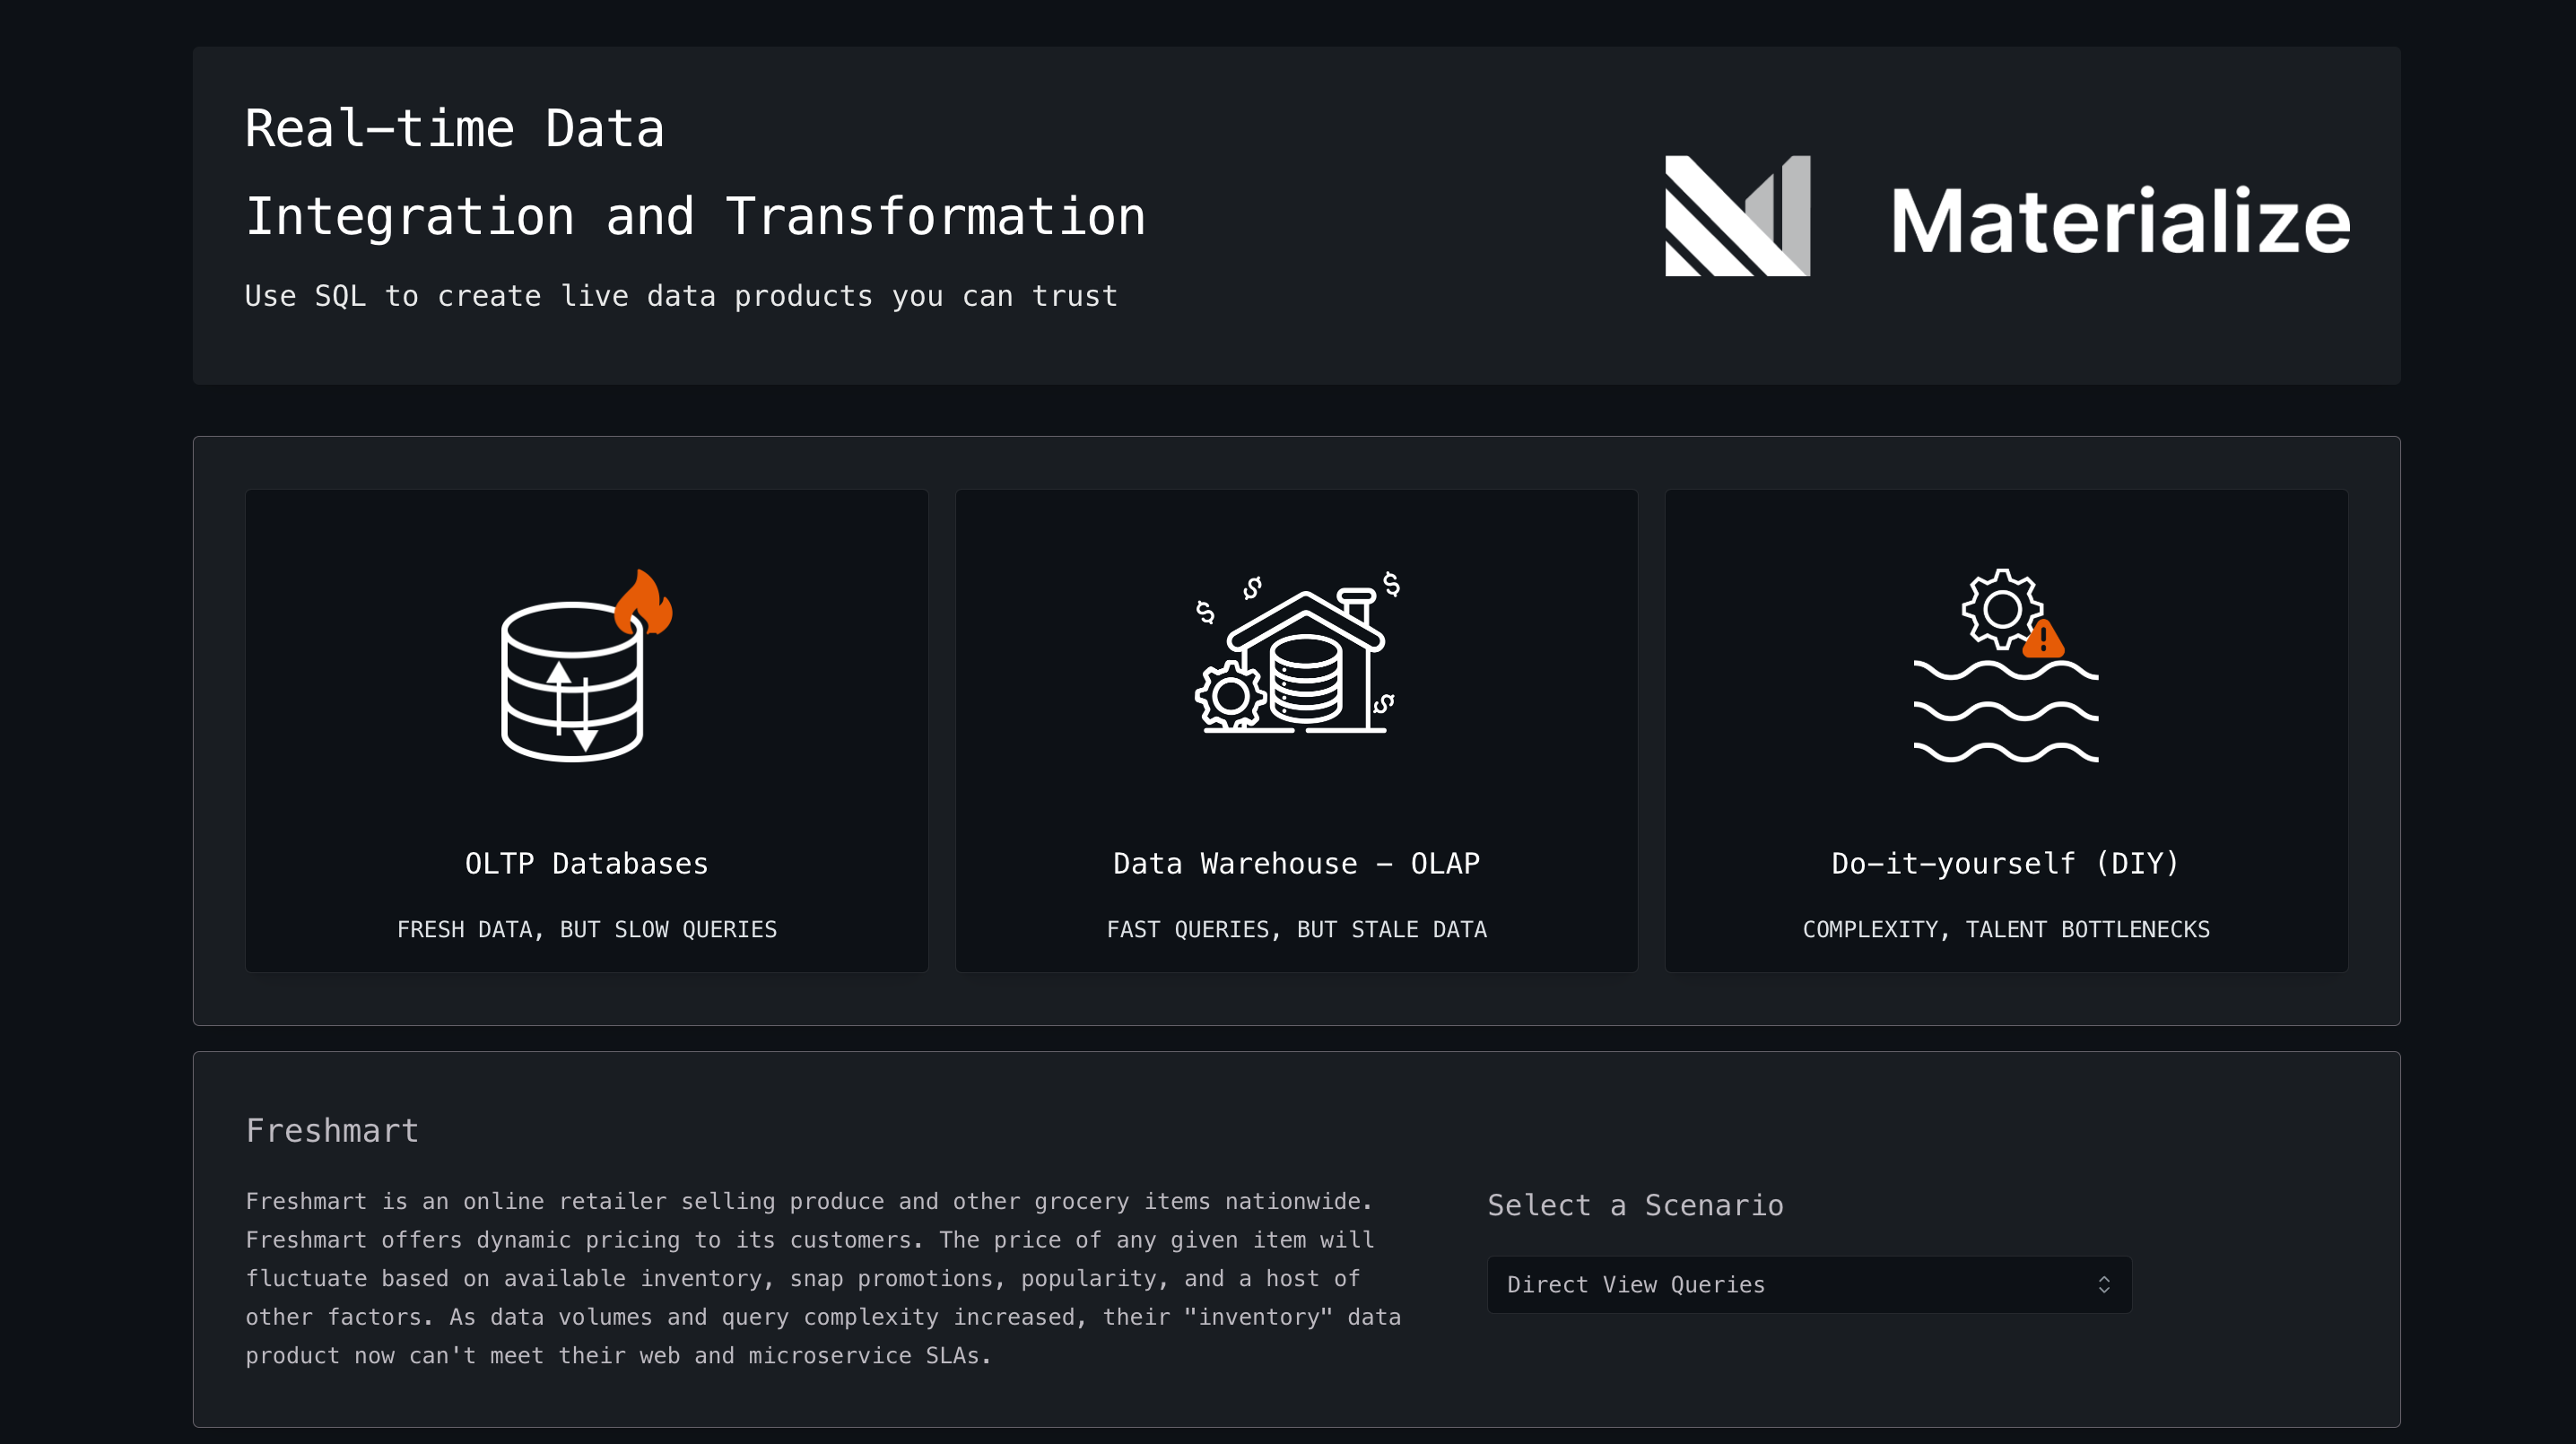 Real-time Data
Integration and Transformation
Use SQL to create live data products you can trust
Materialize
$ $ $ $
OLTP Databases
FRESH DATA, BUT SLOW QUERIES
Data Warehouse - OLAP
FAST QUERIES, BUT STALE DATA
Do-it-yourself (DIY)
COMPLEXITY, TALENT BOTTLENECKS
Freshmart
Freshmart is an online retailer selling produce and other grocery items nationwide.
Freshmart offers dynamic pricing to its customers. The price of any given item will
fluctuate based on available inventory, snap promotions, popularity, and a host of
other factors. As data volumes and query complexity increased, their "inventory" data
product now can't meet their web and microservice SLAs.
Select a Scenario
Direct View Queries